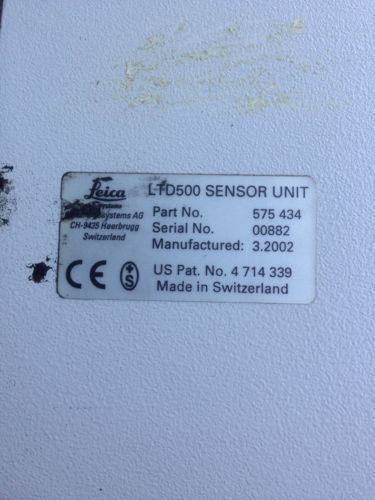 Leica
LTD500 SENSOR UNIT
systems AG
CH-9435 Heerbrugg
Switzerland
Part No. 575 434
Serial No. 00882
Manufactured: 3.2002
CE
+S
US Pat. No. 4 714 339
Made in Switzerland